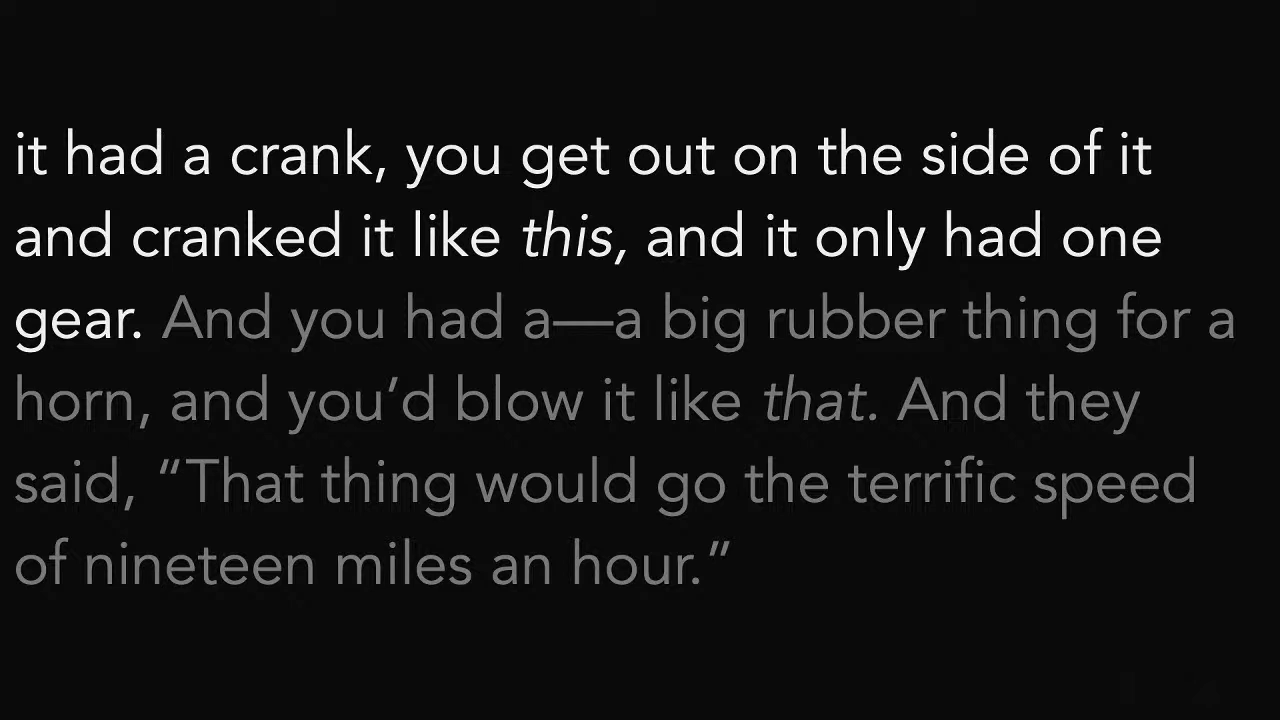 it had a crank, you get out on the side of it
and cranked it like this, and it only had one
gear. And you had a—a big rubber thing for a
horn, and you’d blow it like that. And they
said, “That thing would go the terrific speed
of nineteen miles an hour.”